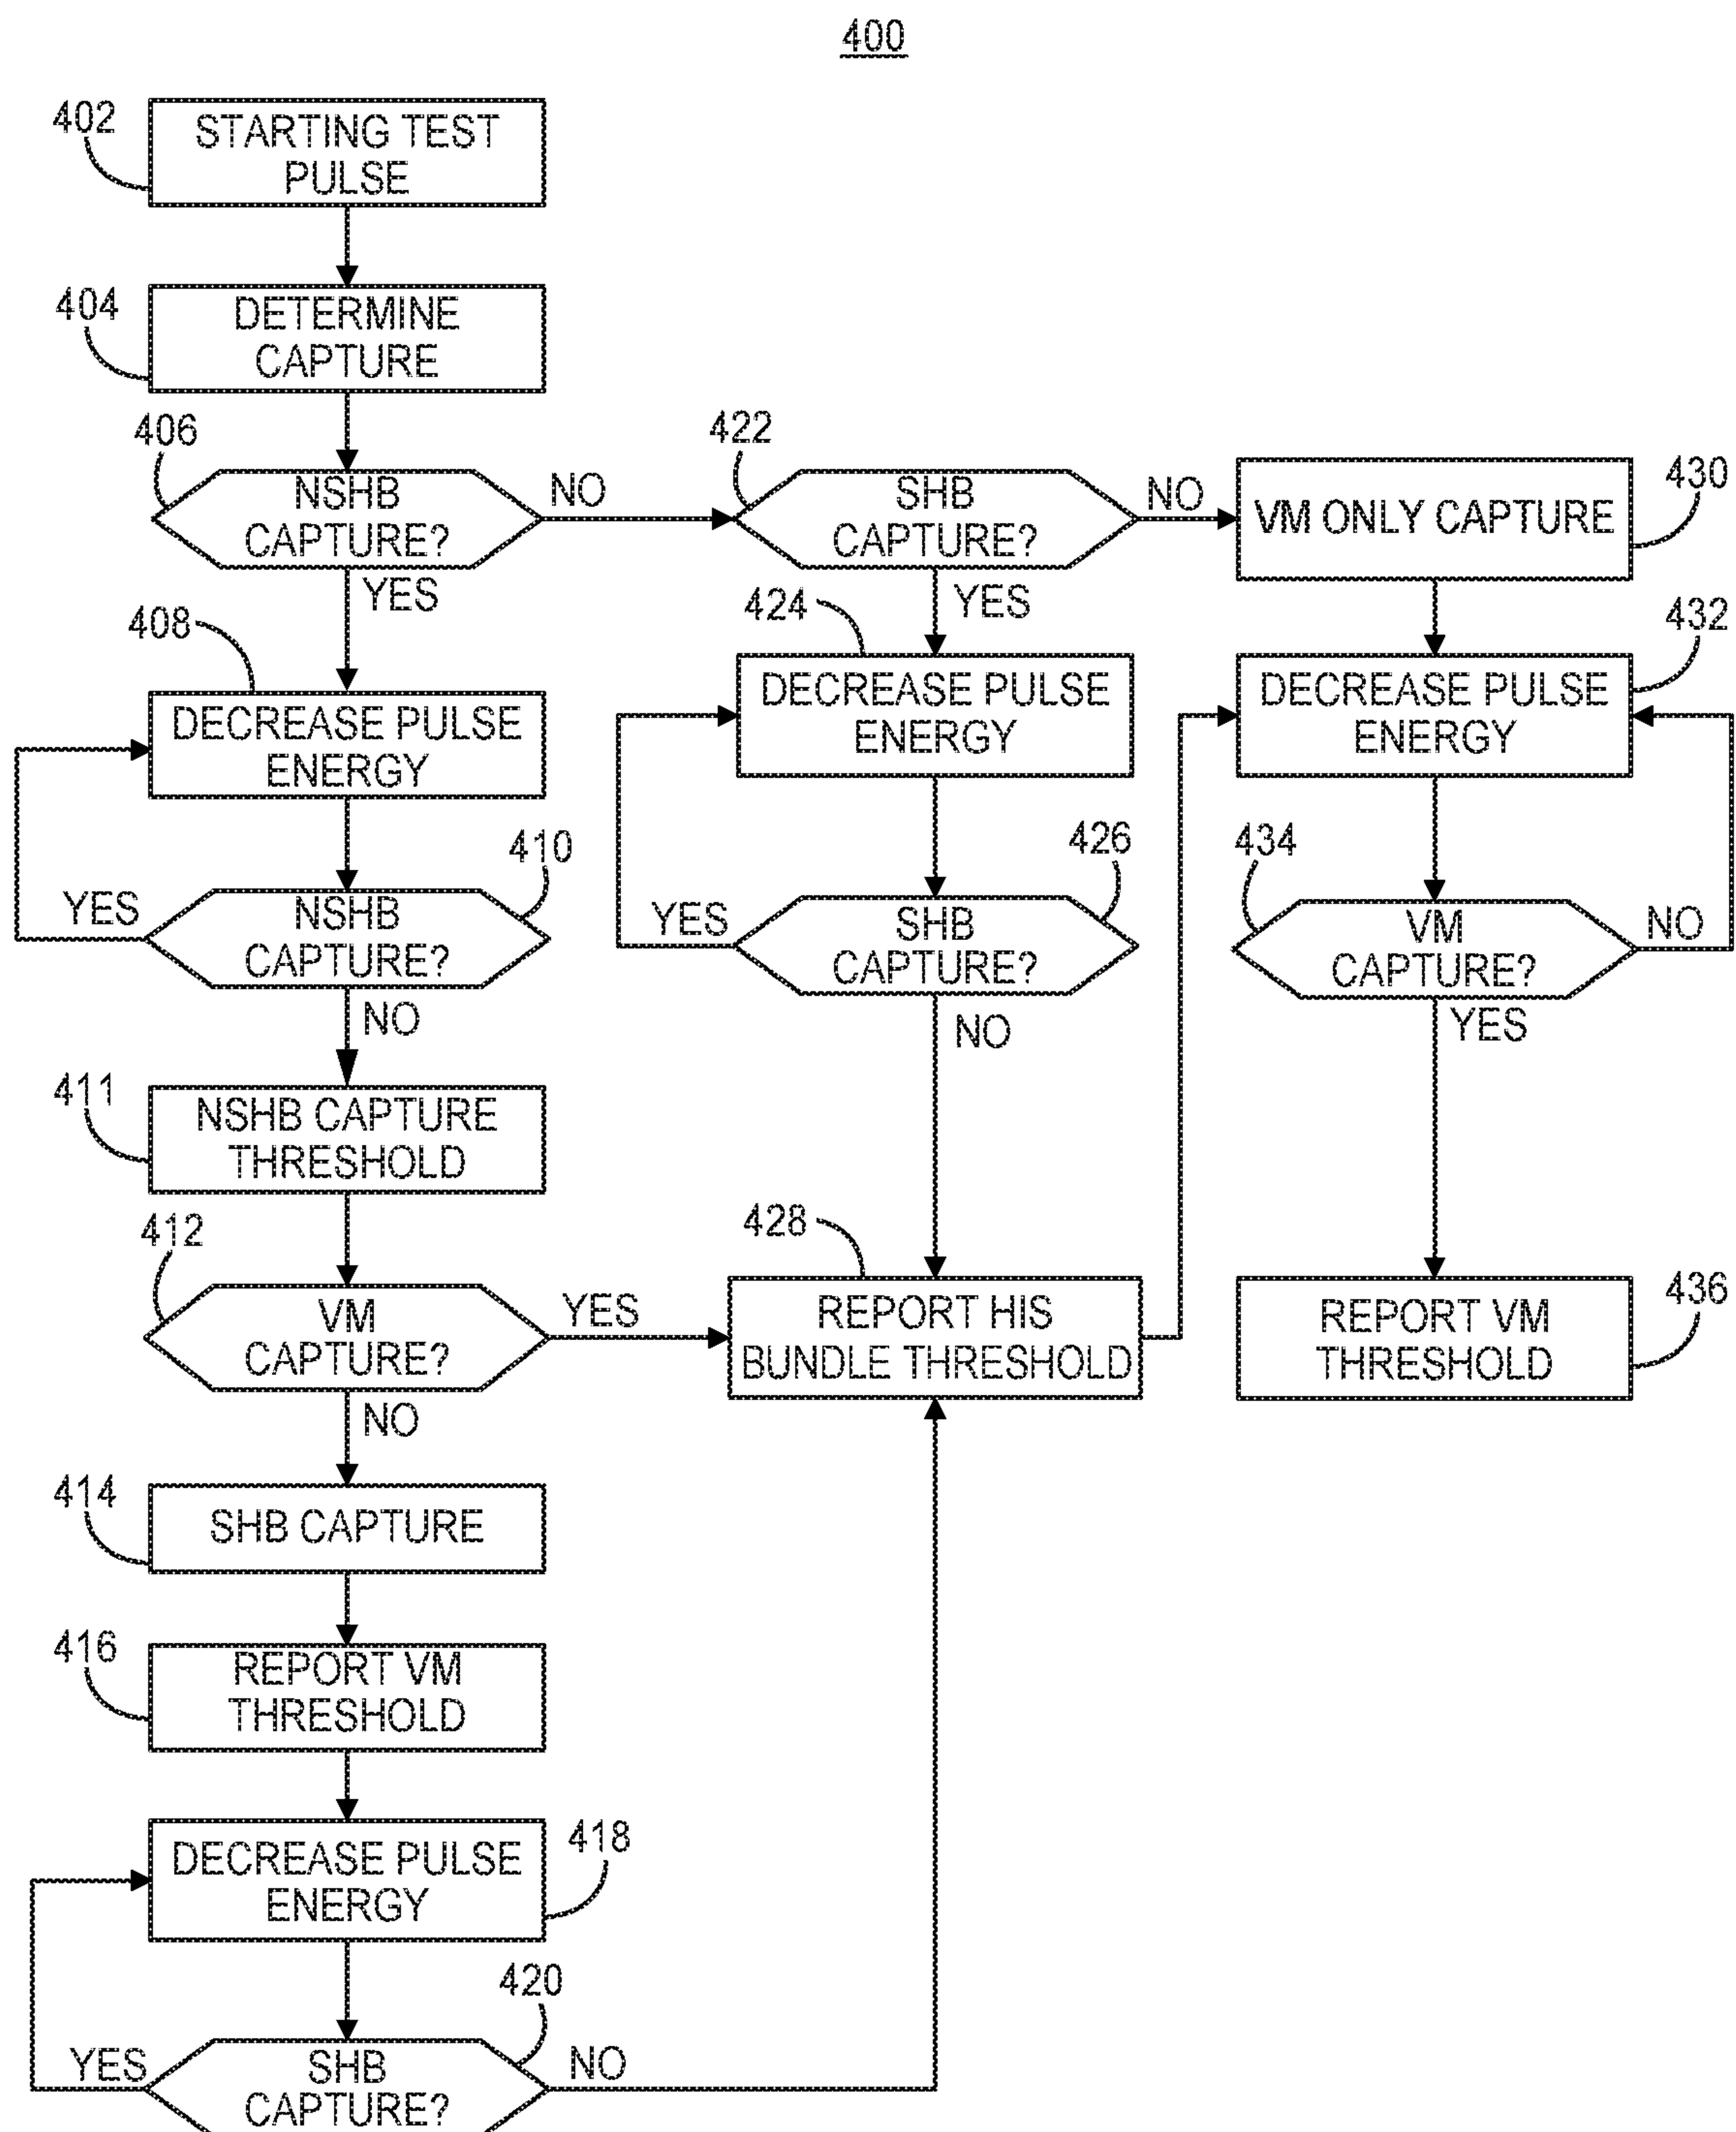 400
402
STARTING TEST
PULSE
404
DETERMINE
CAPTURE
406
NSHB
CAPTURE?
NO
YES
422
SHB
CAPTURE?
NO
YES
VM ONLY CAPTURE
430
408
DECREASE PULSE
ENERGY
424
DECREASE PULSE
ENERGY
432
DECREASE PULSE
ENERGY
410
YES
NSHB
CAPTURE?
NO
426
YES
SHB
CAPTURE?
NO
434
VM
CAPTURE?
NO
YES
411
NSHB CAPTURE
THRESHOLD
412
VM
CAPTURE?
YES
NO
428
REPORT HIS
BUNDLE THRESHOLD
REPORT VM
THRESHOLD
436
414
SHB CAPTURE
416
REPORT VM
THRESHOLD
DECREASE PULSE
ENERGY
418
420
YES
SHB
CAPTURE?
NO